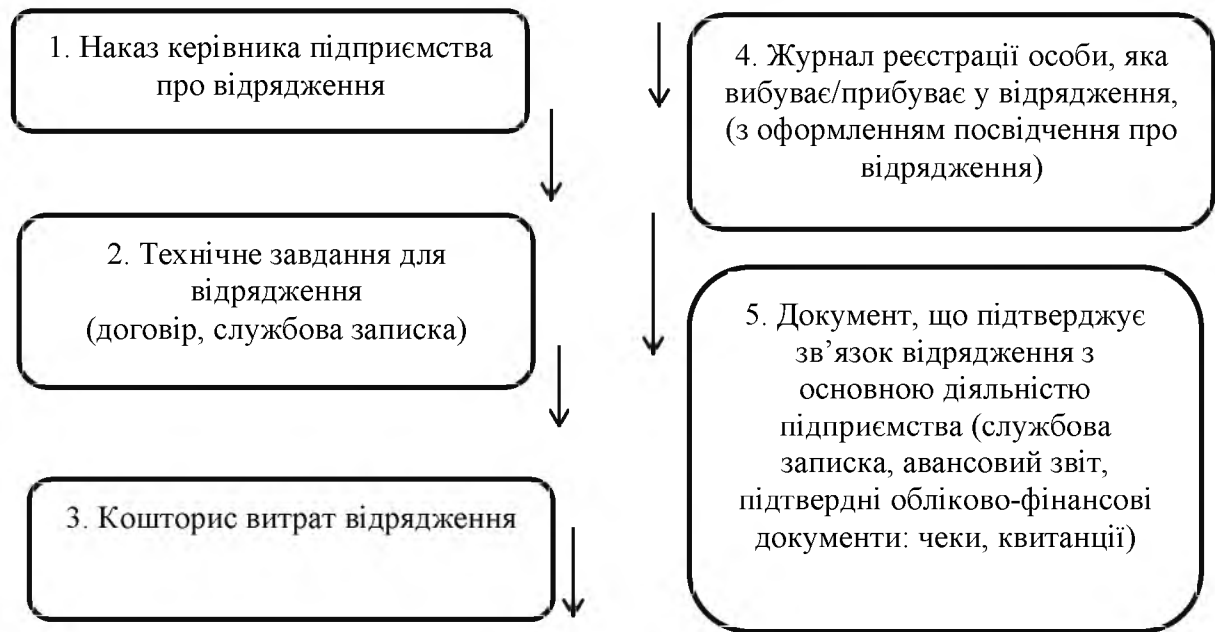 1. Наказ керівника підприємства
про відрядження
2. Технічне завдання для
відрядження
(договір, службова записка)
3. Кошторис витрат відрядження
4. Журнал реєстрації особи, яка
вибуває/прибуває у відрядження,
(з оформленням посвідчення про
відрядження)
5. Документ, що підтверджує
зв’язок відрядження з
основною діяльністю
підприємства (службова
записка, авансовий звіт,
підтвердні обліково-фінансові
документи: чеки, квитанції)